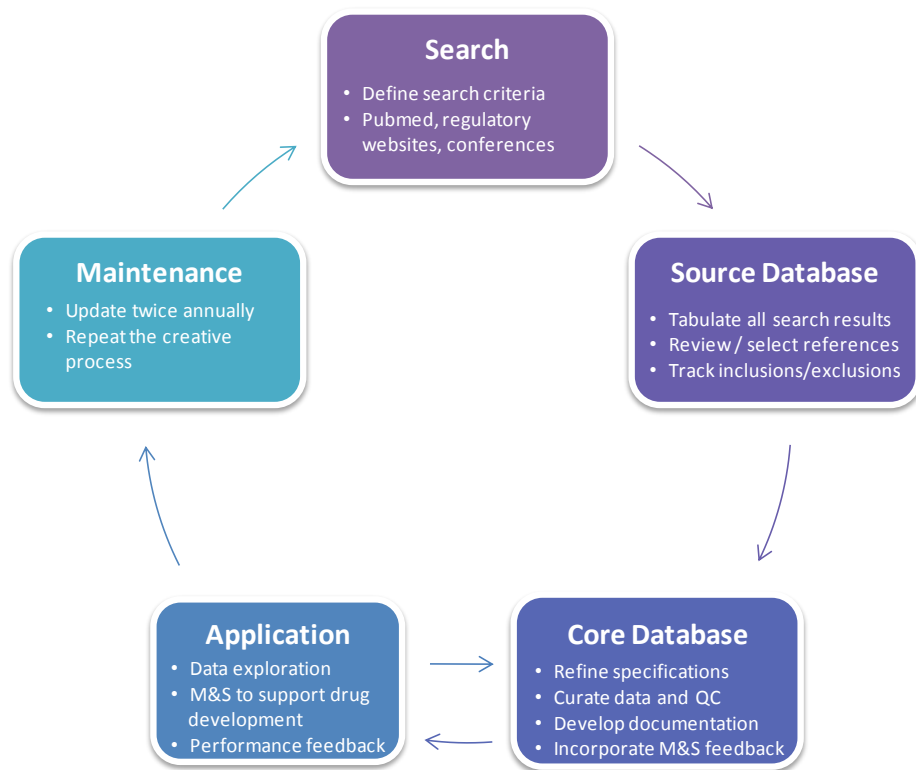 Search
• Define search criteria
• Pubmed, regulatory
websites, conferences
Source Database
• Tabulate all search results
• Review / select references
• Track inclusions/exclusions
Core Database
• Refine specifications
• Curate data and QC
• Develop documentation
• Incorporate M&S feedback
Application
• Data exploration
• M&S to support drug
development
• Performance feedback
Maintenance
• Update twice annually
• Repeat the creative
process